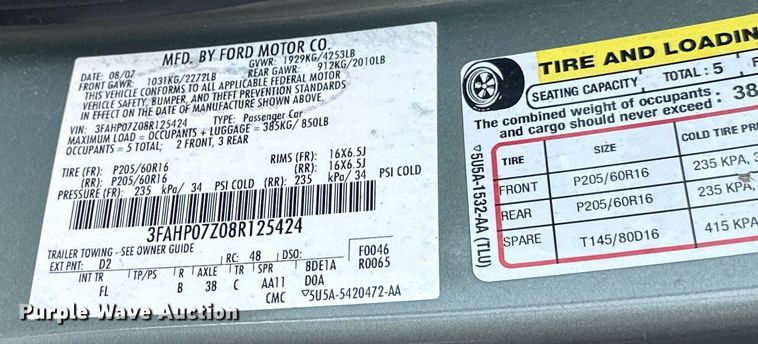 MFD. BY FORD MOTOR CO.
DATE: 08/07 GVWR: 1929KG/4253LB
FRONT GAWR: 1031KG/2272LB REAR GAWR: 912KG/2010LB
THIS VEHICLE CONFORMS TO ALL APPLICABLE FEDERAL MOTOR
VEHICLE SAFETY, BUMPER, AND THEFT PREVENTION STANDARDS
IN EFFECT ON THE DATE OF MANUFACTURE SHOWN ABOVE.
VIN: 3FAHP07Z08R125424 TYPE: Passenger Car
MAXIMUM LOAD = OCCUPANTS + LUGGAGE = 385KG/850LB
OCCUPANTS = 5 TOTAL; 2 FRONT, 3 REAR
TIRE (FR): P205/60R16 RIMS (FR): 16X6.5J
(RR): P205/60R16 (RR): 16X6.5J
PRESSURE (FR): 235 kPa/ 34 PSI COLD (RR): 235 kPa/ 34 PSI COLD
3FAHP07Z08R125424
TRAILER TOWING - SEE OWNER GUIDE
EXT PNT: D2 RC: 48 DSO: F0046
R0065
INT TR TP/PS R AXLE TR SPR 8DE1A
FL B 38 C AA11 D0A
CMC ▽5U5A-5420472-AA
TIRE AND LOADIN
SEATING CAPACITY TOTAL : 5 F
The combined weight of occupants
and cargo should never exceed : 38
TIRE SIZE COLD TIRE PRE
FRONT P205/60R16 235 KPA, 3
REAR P205/60R16 235 KPA,
SPARE T145/80D16 415 KPA
▽5U5A-1532-AA (TLU)
Purple Wave Auction